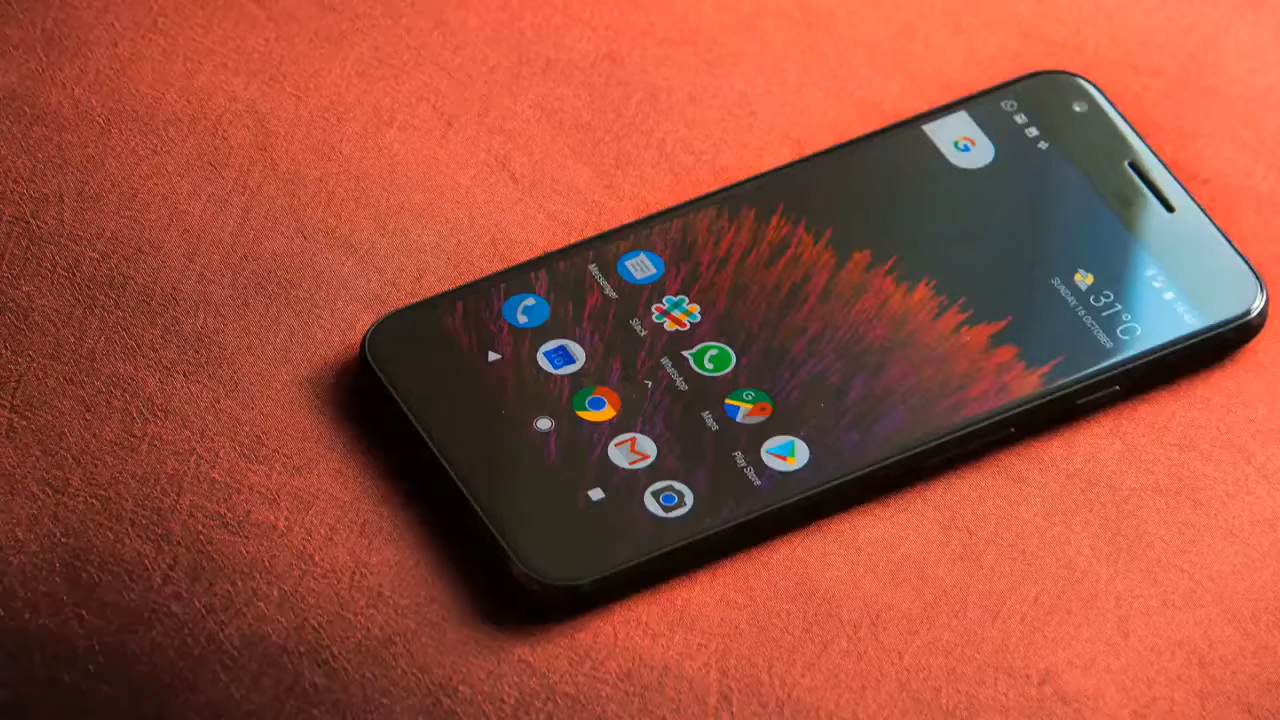 31°C
SUNDAY, 16 OCTOBER
Messenger
Slack
WhatsApp
Maps
Play Store